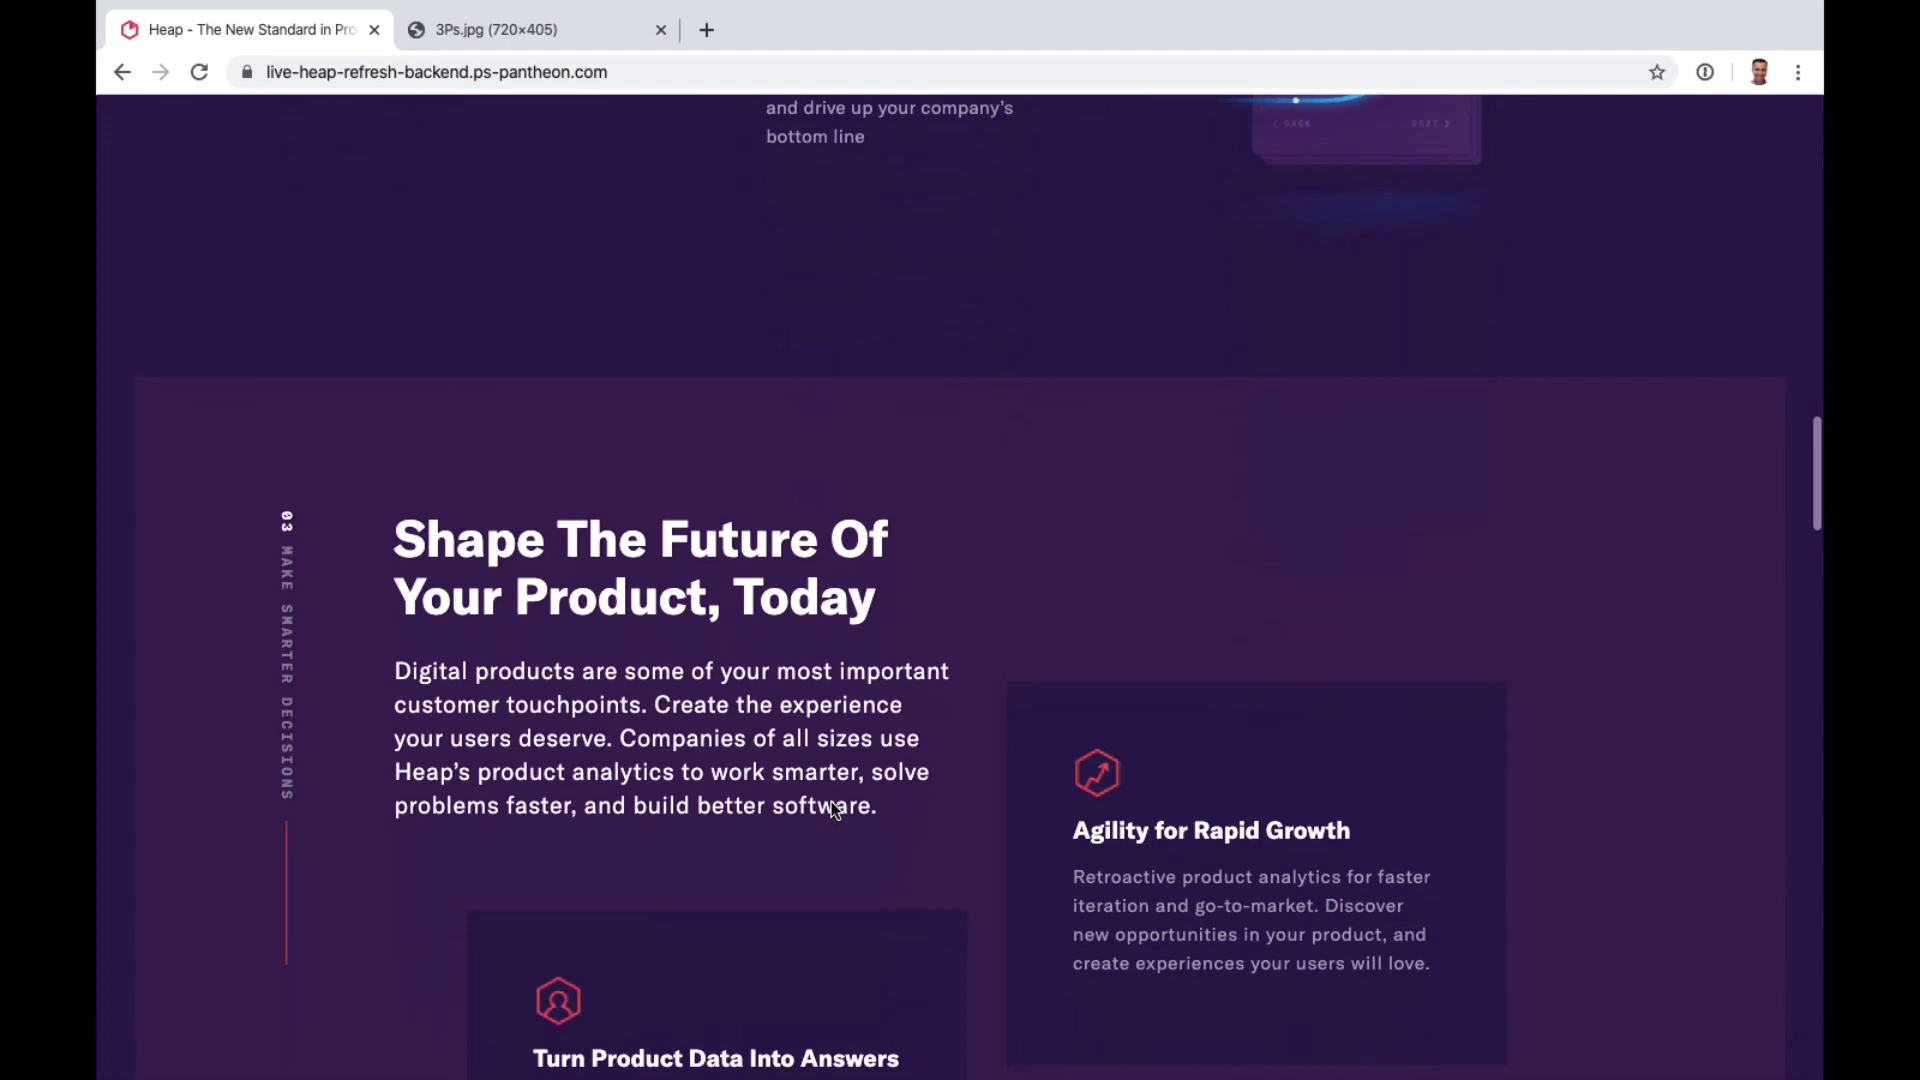 Heap - The New Standard in Pro
3Ps.jpg (720×405)
live-heap-refresh-backend.ps-pantheon.com
and drive up your company’s
bottom line
BACK
NEXT
03 MAKE SMARTER DECISIONS
Shape The Future Of
Your Product, Today
Digital products are some of your most important
customer touchpoints. Create the experience
your users deserve. Companies of all sizes use
Heap’s product analytics to work smarter, solve
problems faster, and build better software.
Agility for Rapid Growth
Retroactive product analytics for faster
iteration and go-to-market. Discover
new opportunities in your product, and
create experiences your users will love.
Turn Product Data Into Answers